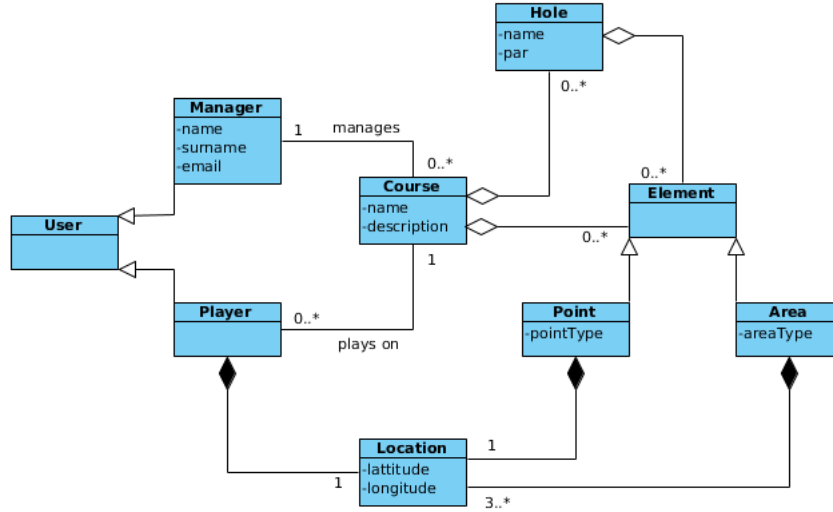 Hole
-name
-par
0..*
Manager
-name
-surname
-email
1
manages
0..*
Course
-name
-description
1
0..*
Element
0..*
User
Player
0..*
plays on
Point
-pointType
Area
-areaType
Location
-lattitude
-longitude
1
1
3..*